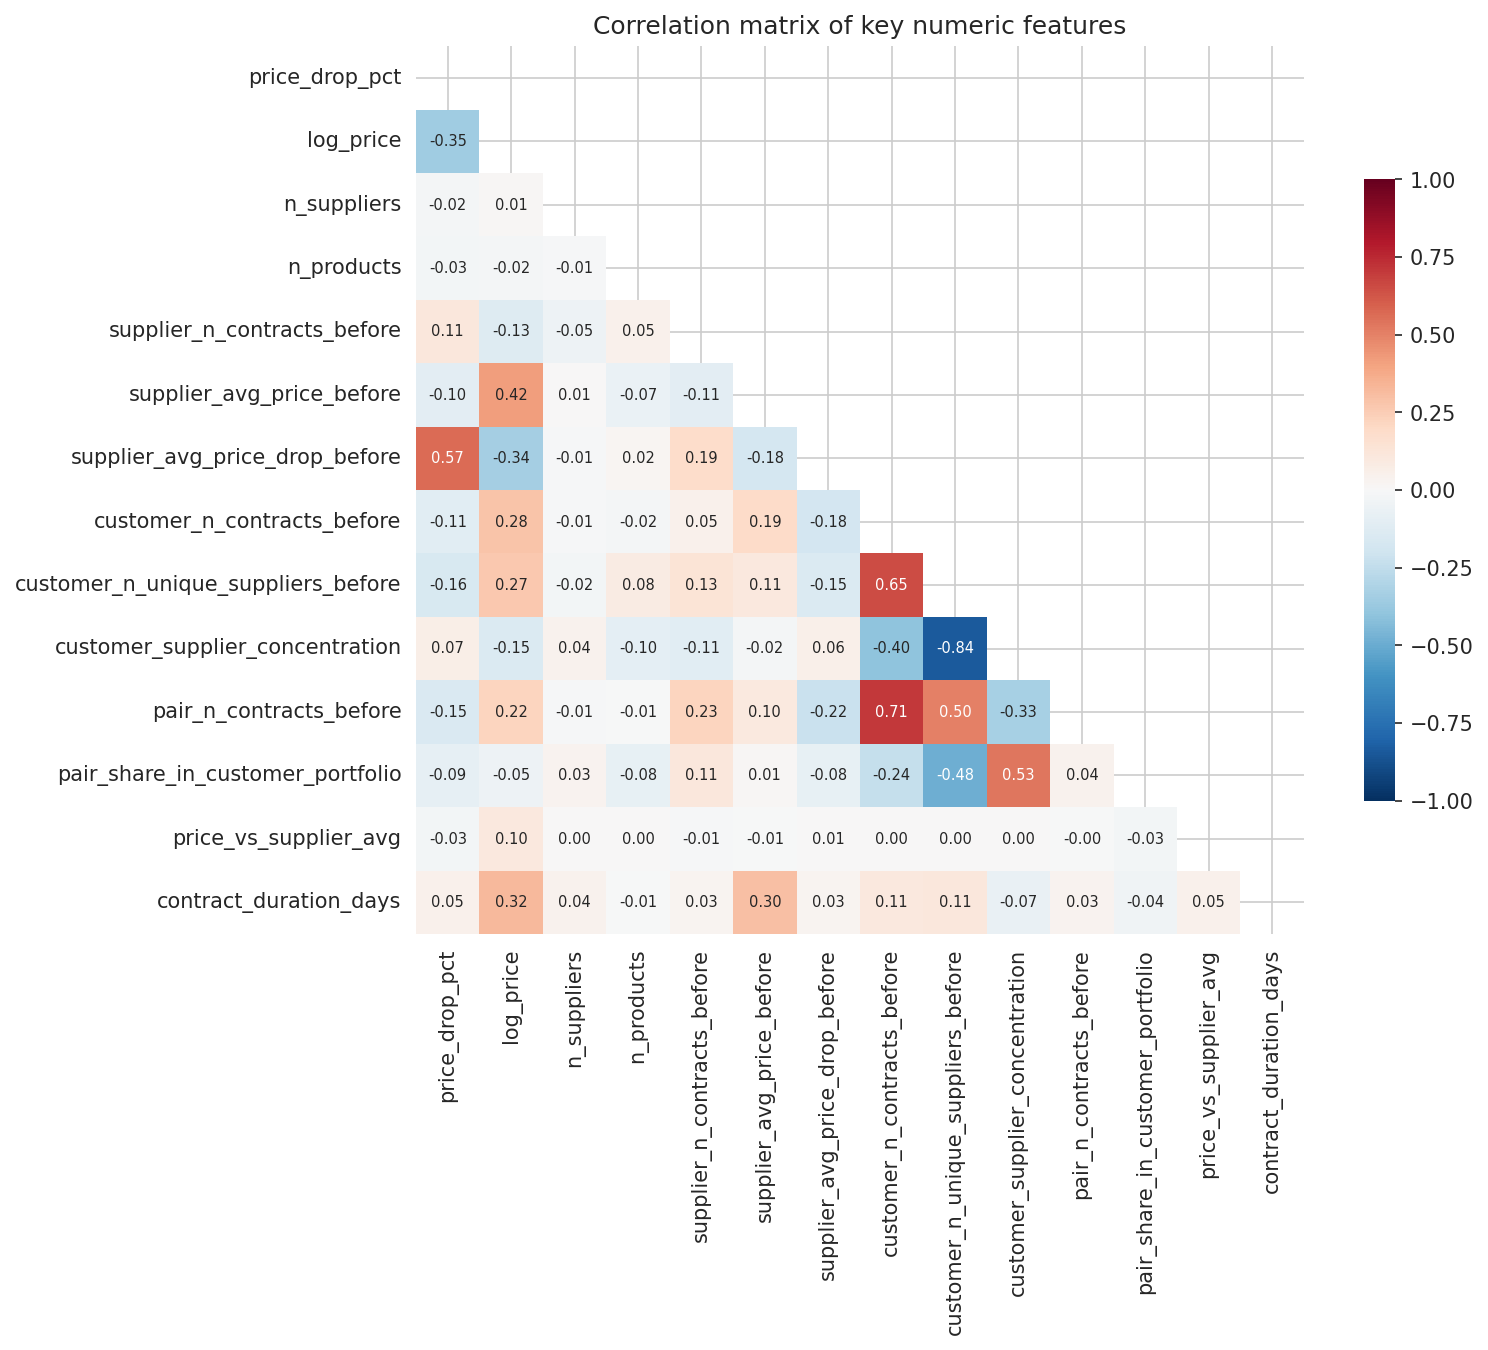 Correlation matrix of key numeric features
price_drop_pct
log_price -0.35
n_suppliers -0.02 0.01
n_products -0.03 -0.02 -0.01
supplier_n_contracts_before 0.11 -0.13 -0.05 0.05
supplier_avg_price_before -0.10 0.42 0.01 -0.07 -0.11
supplier_avg_price_drop_before 0.57 -0.34 -0.01 0.02 0.19 -0.18
customer_n_contracts_before -0.11 0.28 -0.01 -0.02 0.05 0.19 -0.18
customer_n_unique_suppliers_before -0.16 0.27 -0.02 0.08 0.13 0.11 -0.15 0.65
customer_supplier_concentration 0.07 -0.15 0.04 -0.10 -0.11 -0.02 0.06 -0.40 -0.84
pair_n_contracts_before -0.15 0.22 -0.01 -0.01 0.23 0.10 -0.22 0.71 0.50 -0.33
pair_share_in_customer_portfolio -0.09 -0.05 0.03 -0.08 0.11 0.01 -0.08 -0.24 -0.48 0.53 0.04
price_vs_supplier_avg -0.03 0.10 0.00 0.00 -0.01 -0.01 0.01 0.00 0.00 0.00 -0.00 -0.03
contract_duration_days 0.05 0.32 0.04 -0.01 0.03 0.30 0.03 0.11 0.11 -0.07 0.03 -0.04 0.05
price_drop_pct
log_price
n_suppliers
n_products
supplier_n_contracts_before
supplier_avg_price_before
supplier_avg_price_drop_before
customer_n_contracts_before
customer_n_unique_suppliers_before
customer_supplier_concentration
pair_n_contracts_before
pair_share_in_customer_portfolio
price_vs_supplier_avg
contract_duration_days
1.00
0.75
0.50
0.25
0.00
−0.25
−0.50
−0.75
−1.00